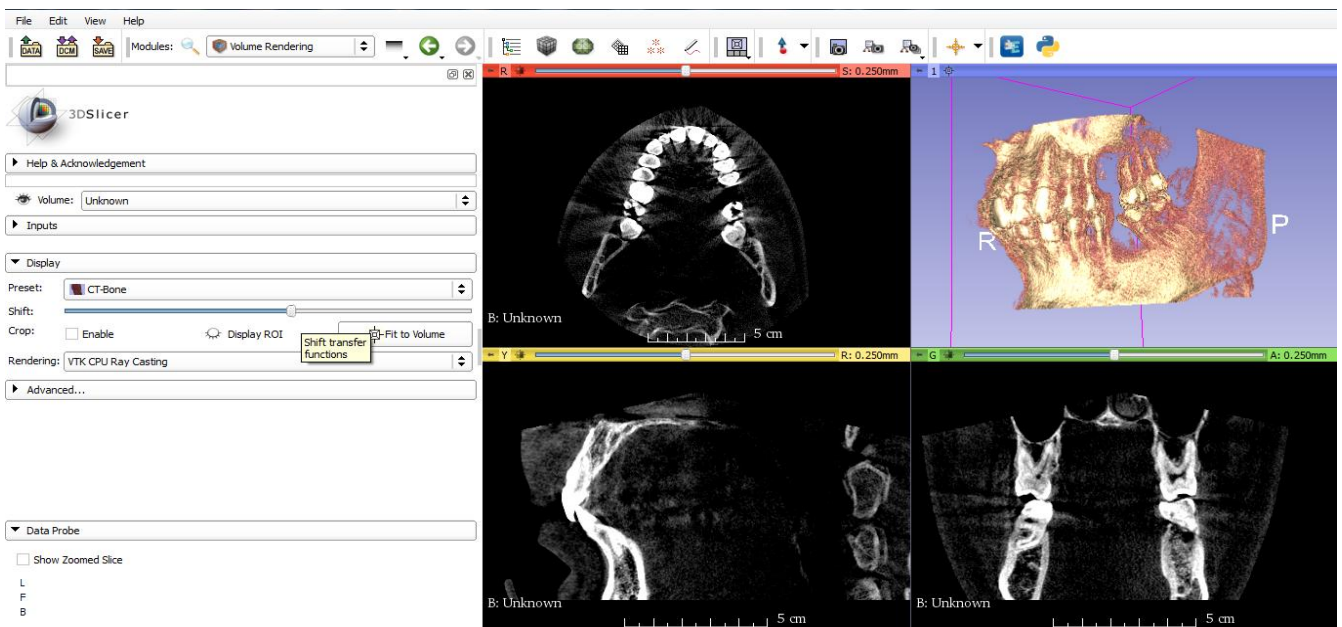 File Edit View Help
DATA DCM SAVE Modules: Volume Rendering
R S: 0.250mm 1
3DSlicer
Help & Acknowledgement
Volume: Unknown
Inputs
Display
Preset: CT-Bone
Shift:
Crop: Enable Display ROI Fit to Volume
Shift transfer
functions
Rendering: VTK CPU Ray Casting
Advanced...
Data Probe
Show Zoomed Slice
L
F
B
B: Unknown
5 cm
R
P
Y R: 0.250mm G A: 0.250mm
B: Unknown
5 cm
B: Unknown
5 cm